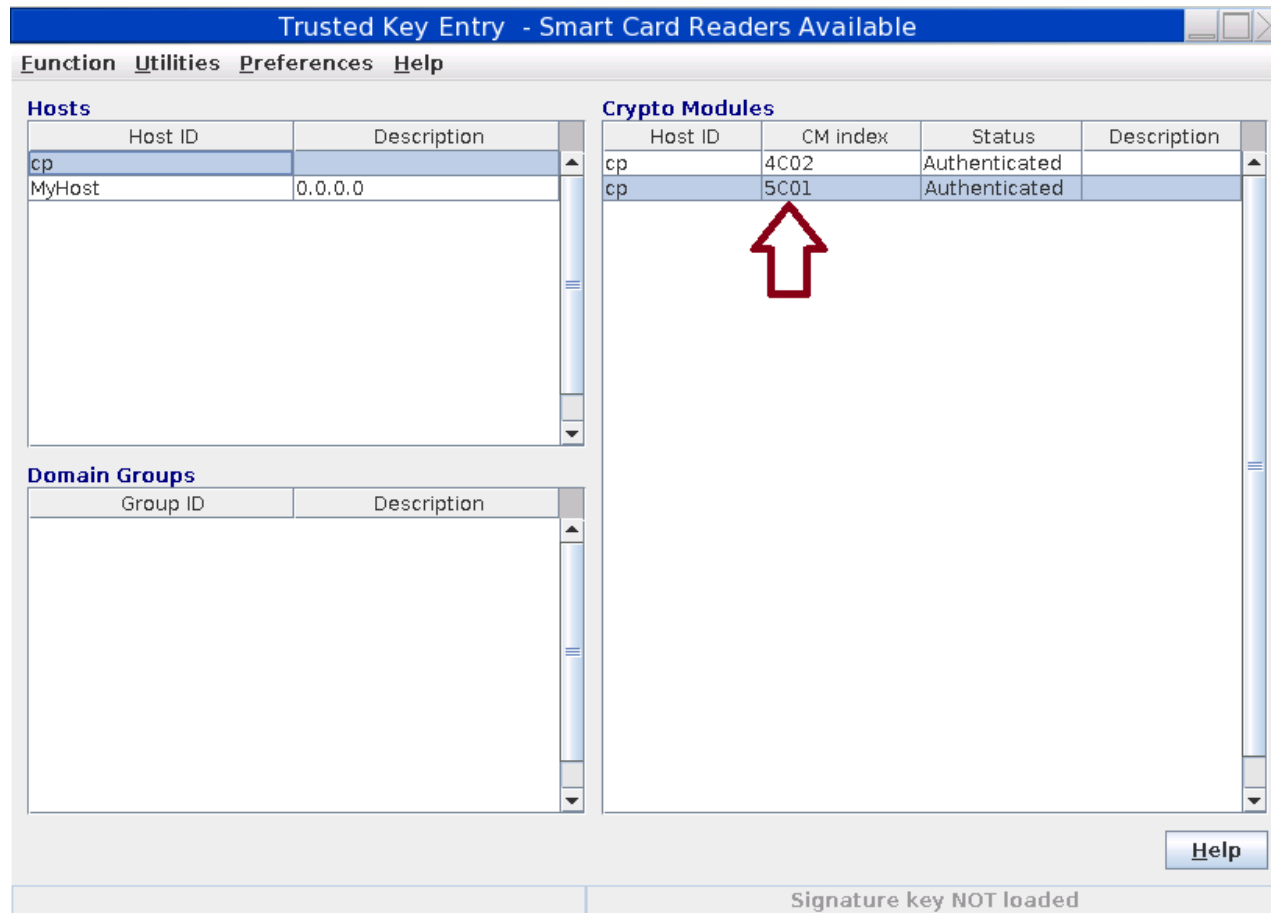 Trusted Key Entry - Smart Card Readers Available
Function Utilities Preferences Help
Hosts
Host ID Description
cp
MyHost 0.0.0.0
Domain Groups
Group ID Description
Crypto Modules
Host ID CM index Status Description
cp 4C02 Authenticated
cp 5C01 Authenticated
Help
Signature key NOT loaded